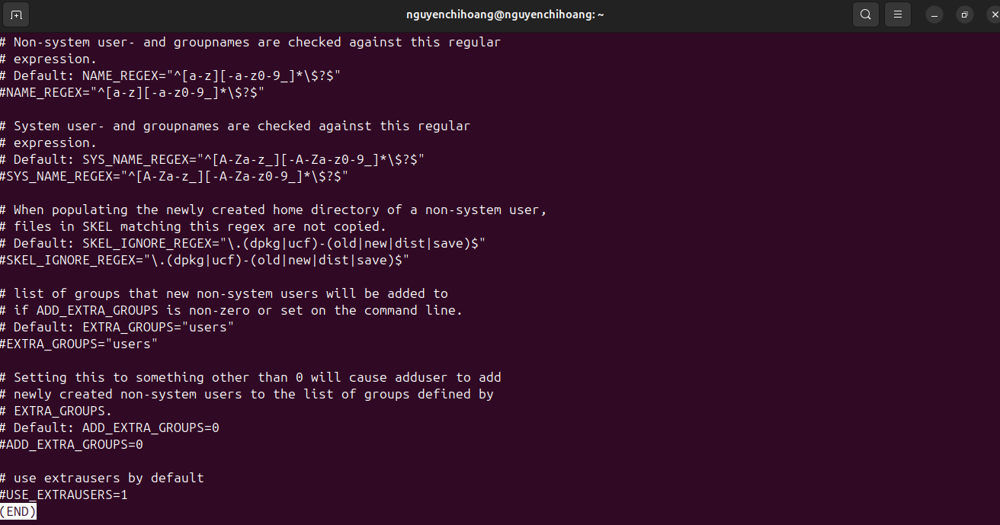 nguyenchihoang@nguyenchihoang: ~
# Non-system user- and groupnames are checked against this regular
# expression.
# Default: NAME_REGEX="^[a-z][-a-z0-9_]*\$?$"
#NAME_REGEX="^[a-z][-a-z0-9_]*\$?$"

# System user- and groupnames are checked against this regular
# expression.
# Default: SYS_NAME_REGEX="^[A-Za-z_][-A-Za-z0-9_]*\$?$"
#SYS_NAME_REGEX="^[A-Za-z_][-A-Za-z0-9_]*\$?$"

# When populating the newly created home directory of a non-system user,
# files in SKEL matching this regex are not copied.
# Default: SKEL_IGNORE_REGEX="\.(dpkg|ucf)-(old|new|dist|save)$"
#SKEL_IGNORE_REGEX="\.(dpkg|ucf)-(old|new|dist|save)$"

# list of groups that new non-system users will be added to
# if ADD_EXTRA_GROUPS is non-zero or set on the command line.
# Default: EXTRA_GROUPS="users"
#EXTRA_GROUPS="users"

# Setting this to something other than 0 will cause adduser to add
# newly created non-system users to the list of groups defined by
# EXTRA_GROUPS.
# Default: ADD_EXTRA_GROUPS=0
#ADD_EXTRA_GROUPS=0

# use extrausers by default
#USE_EXTRAUSERS=1
(END)